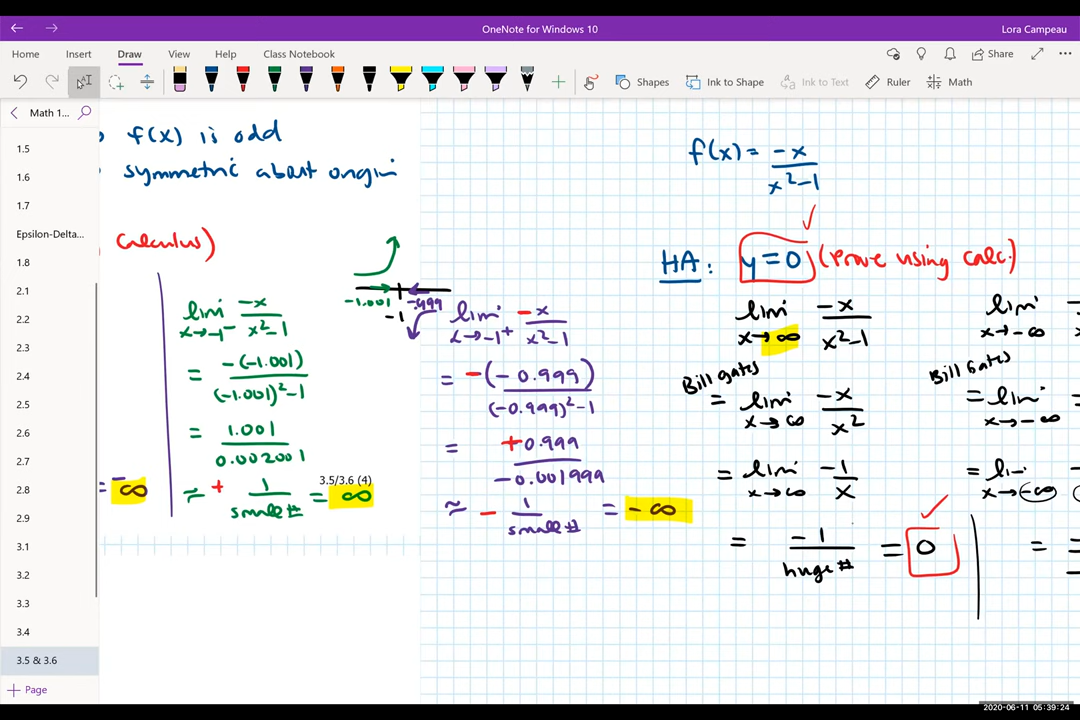 OneNote for Windows 10
Lora Campeau
Home Insert Draw View Help Class Notebook
Share
Shapes Ink to Shape Ink to Text Ruler Math
Math 1...
1.5
1.6
1.7
Epsilon-Delta...
1.8
2.1
2.2
2.3
2.4
2.5
2.6
2.7
2.8
2.9
3.1
3.2
3.3
3.4
3.5 & 3.6
Page
f(x) is odd
symmetric about origin
calculus)
= -∞
lim x→-1⁻ -x/(x²-1)
= -(-1.001)/((-1.001)²-1)
= 1.001/0.002001
≈ + 1/small # = ∞
3.5/3.6 (4)
-1.001 -.999
-1
lim x→-1⁺ -x/(x²-1)
= -(-0.999)/((-0.999)²-1)
= +0.999/-0.001999
≈ - 1/small # = -∞
f(x) = -x/(x²-1)
HA: y=0 (Prove using calc.)
lim x→∞ -x/(x²-1)
Bill gates
= lim x→∞ -x/x²
= lim x→∞ -1/x
= -1/huge # = 0
lim x→-∞
Bill Gates
= lim x→-∞
= lim x→-∞
=
2020-06-11 05:39:24